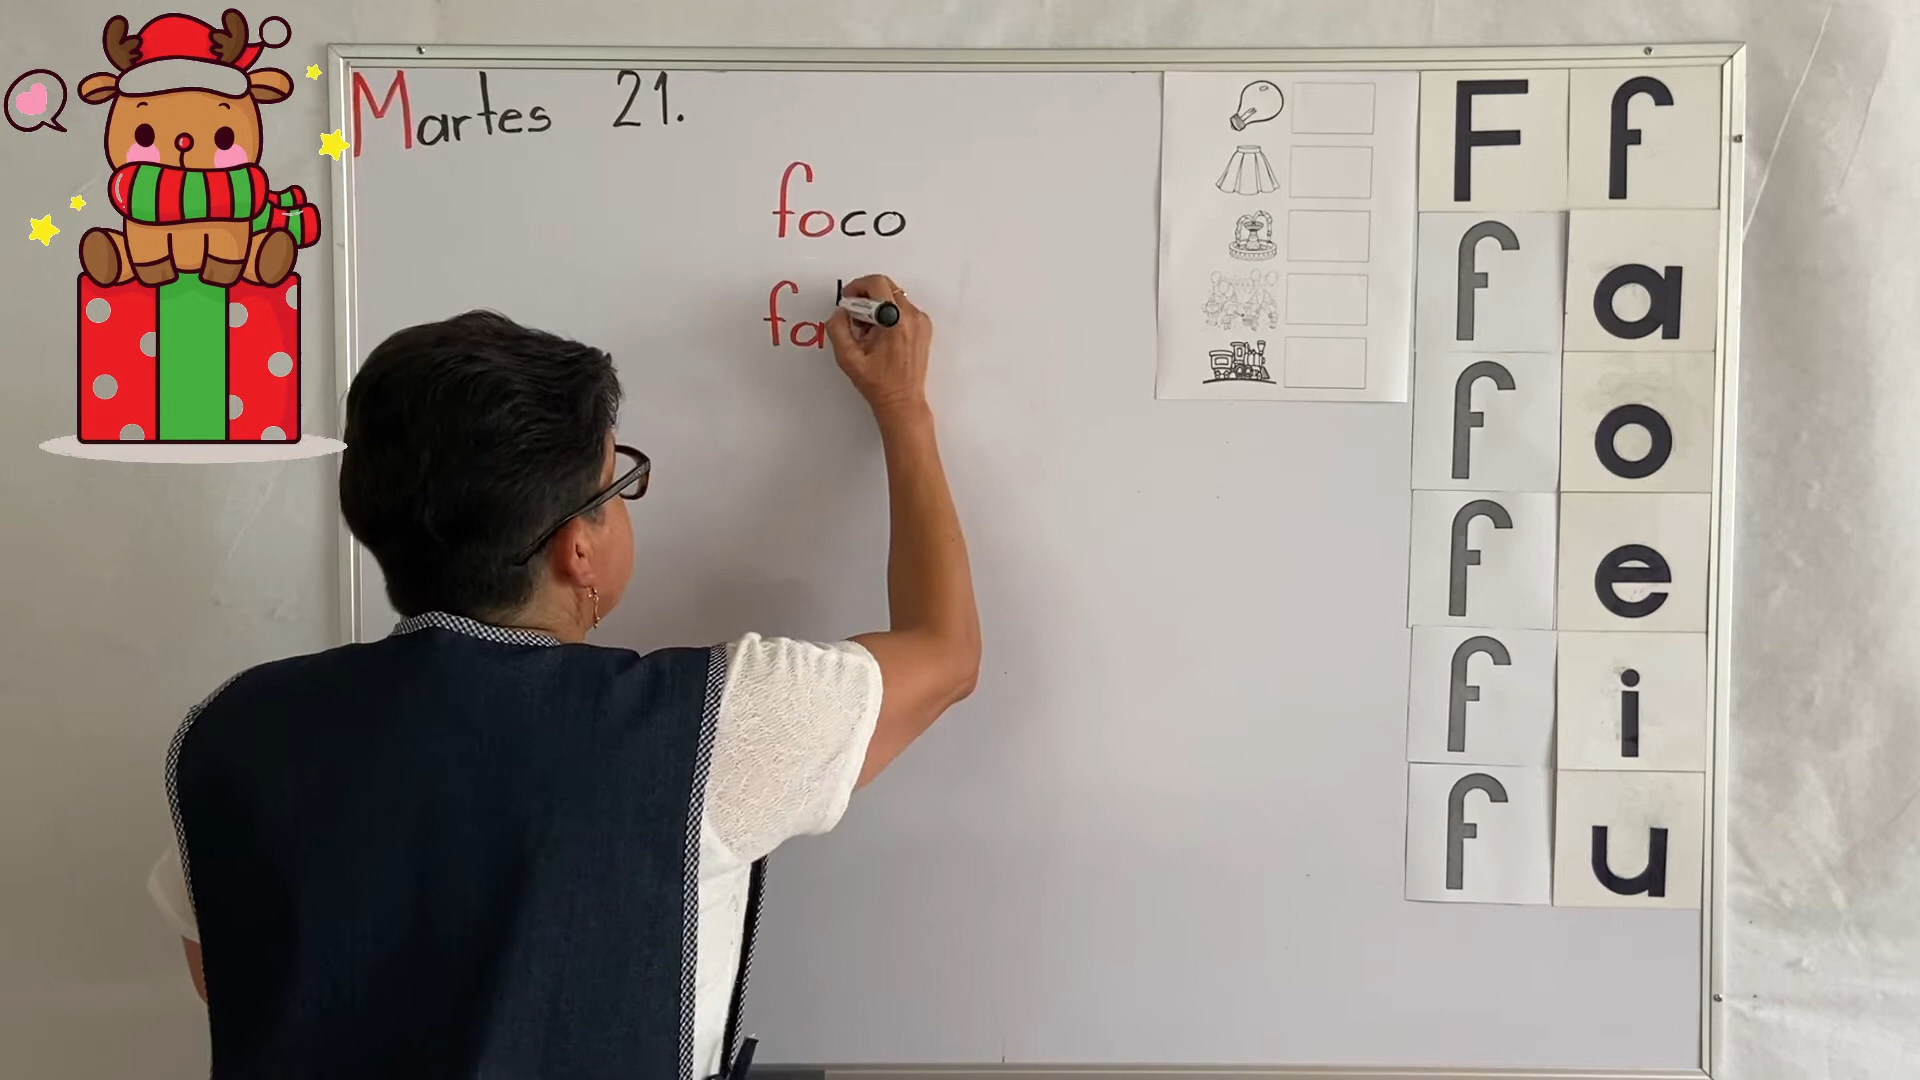 Martes 21.
foco
fa
F f
f a
f o
f e
f i
f u